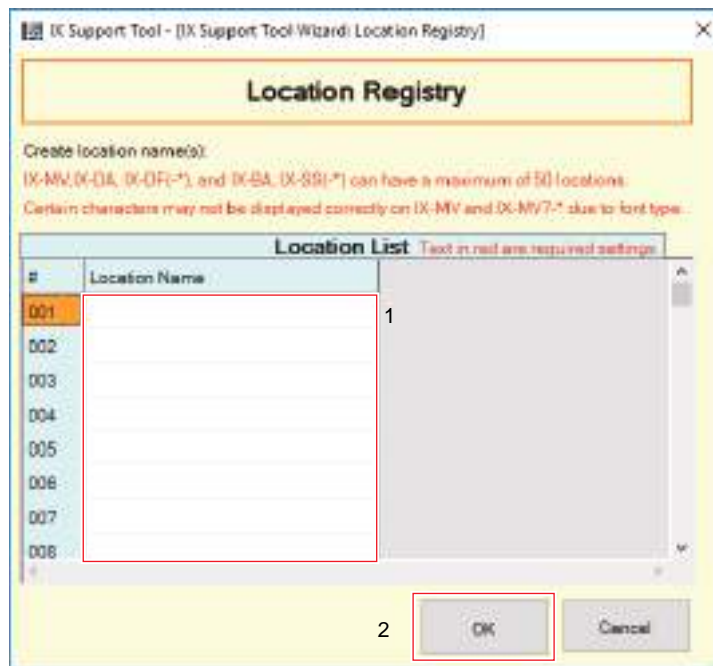 IX Support Tool - [IX Support Tool Wizard: Location Registry]
Location Registry
Create location name(s).
IX-MV, IX-DA, IX-DF(-*), and IX-BA, IX-SS(-*) can have a maximum of 50 locations.
Certain characters may not be displayed correctly on IX-MV and IX-MV7-* due to font type.
Location List Text in red are required settings
# Location Name
001
1
002
003
004
005
006
007
008
2 OK Cancel